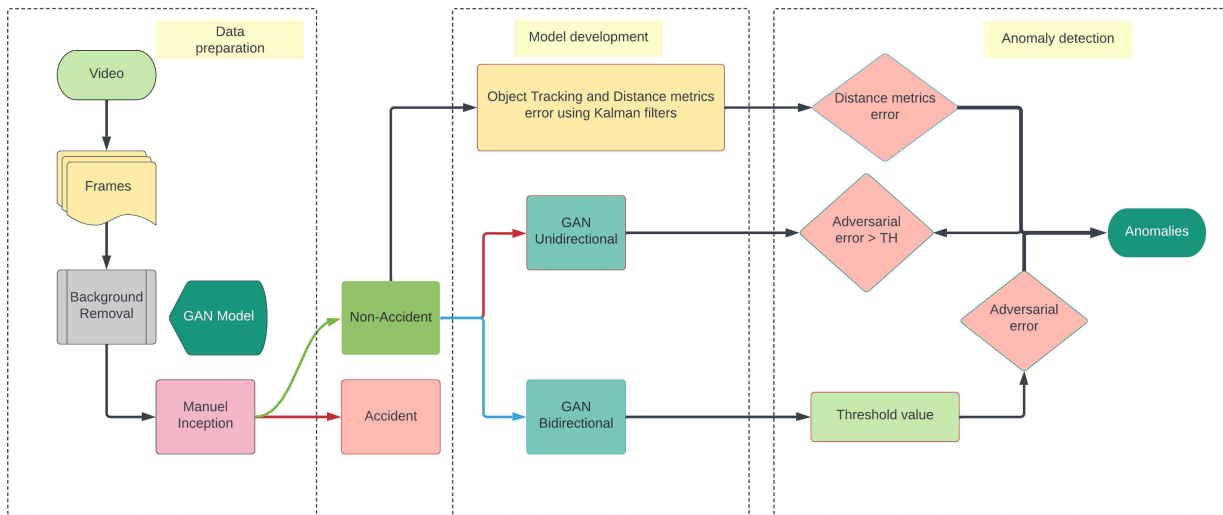 Data
preparation
Model development
Anomaly detection
Video
Frames
Background
Removal
GAN Model
Manuel
Inception
Non-Accident
Accident
Object Tracking and Distance metrics
error using Kalman filters
GAN
Unidirectional
GAN
Bidirectional
Distance metrics
error
Adversarial
error > TH
Adversarial
error
Threshold value
Anomalies